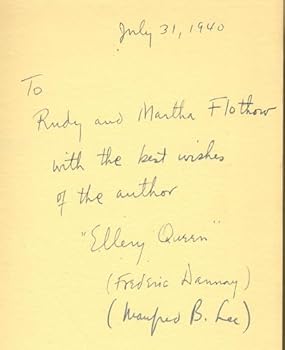 July 31, 1940
To
Rudy and Martha Flothow
with the best wishes
of the author
"Ellery Queen"
(Frederic Dannay)
(Manfred B. Lee)